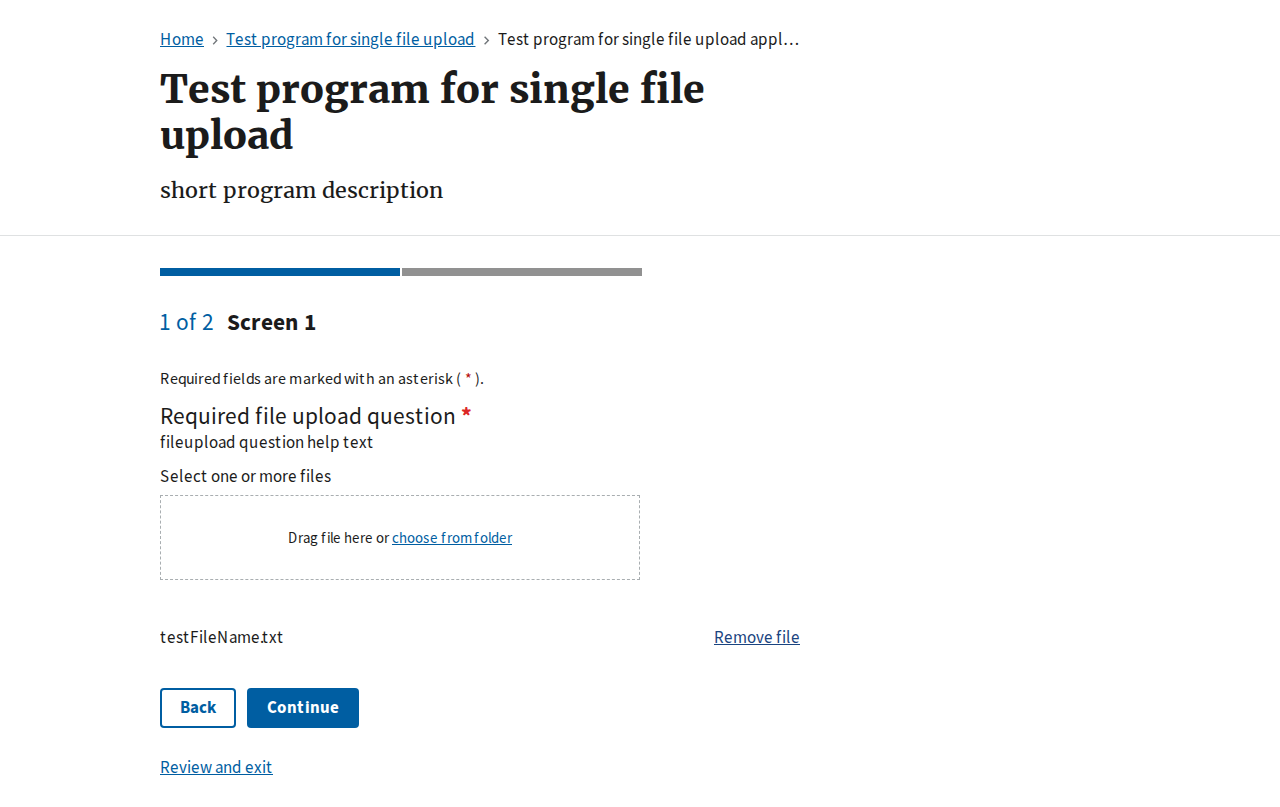 Home > Test program for single file upload > Test program for single file upload appl…
Test program for single file
upload
short program description
1 of 2 Screen 1
Required fields are marked with an asterisk ( * ).
Required file upload question *
fileupload question help text
Select one or more files
Drag file here or choose from folder
testFileName.txt Remove file
Back Continue
Review and exit